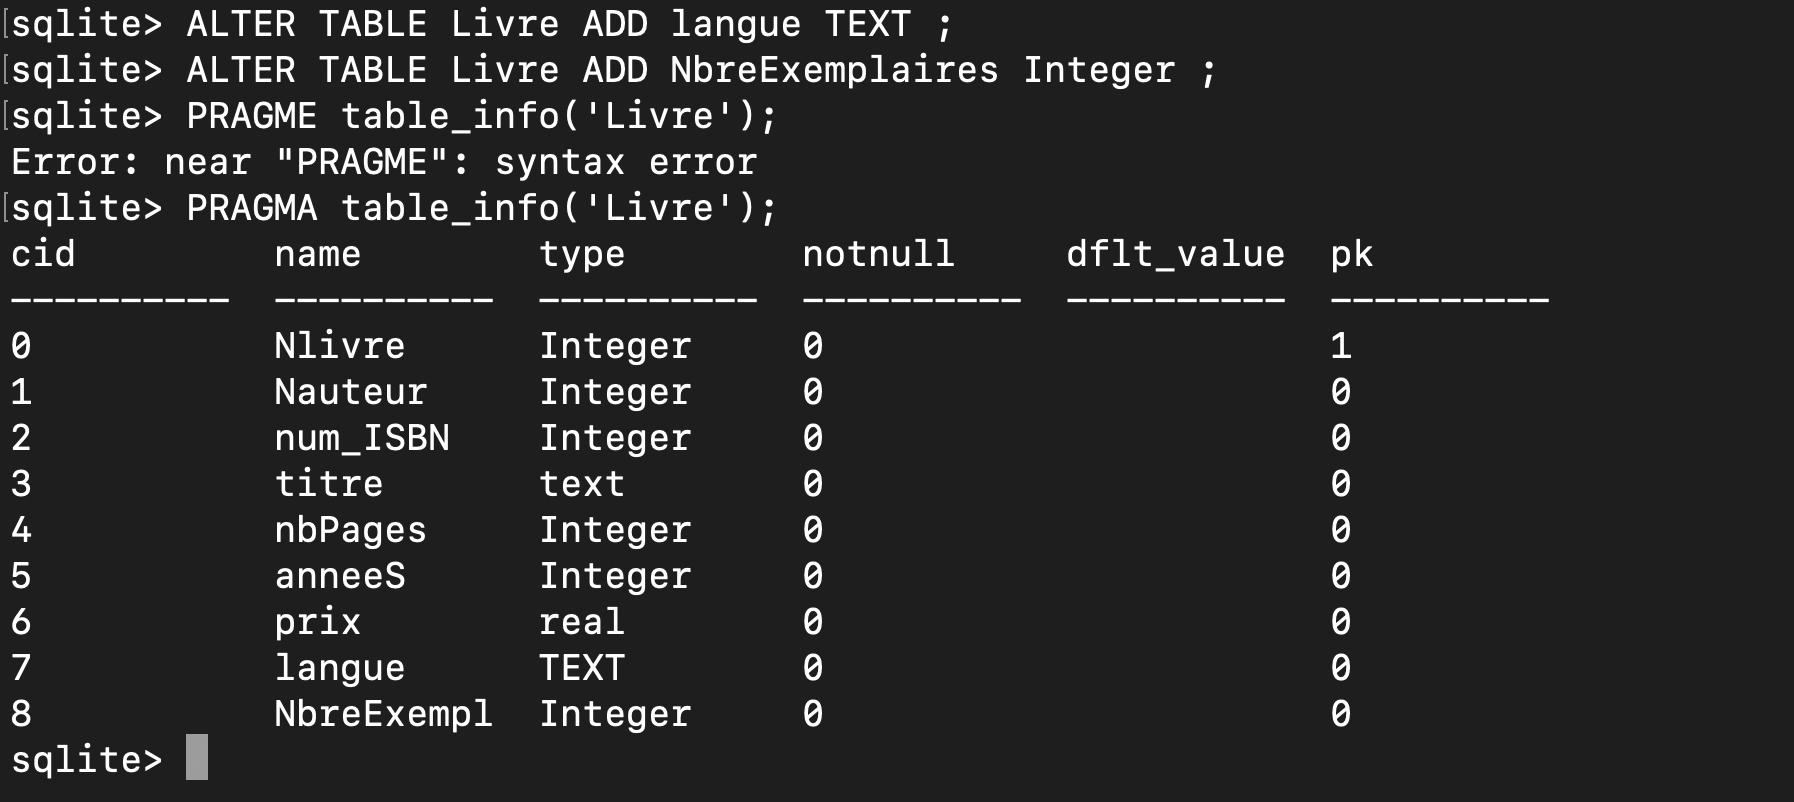 [sqlite> ALTER TABLE Livre ADD langue TEXT ;
[sqlite> ALTER TABLE Livre ADD NbreExemplaires Integer ;
[sqlite> PRAGME table_info('Livre');
Error: near "PRAGME": syntax error
[sqlite> PRAGMA table_info('Livre');
cid         name        type        notnull     dflt_value  pk
----------  ----------  ----------  ----------  ----------  ----------
0           Nlivre      Integer     0                       1
1           Nauteur     Integer     0                       0
2           num_ISBN    Integer     0                       0
3           titre       text        0                       0
4           nbPages     Integer     0                       0
5           anneeS      Integer     0                       0
6           prix        real        0                       0
7           langue      TEXT        0                       0
8           NbreExempl  Integer     0                       0
sqlite>